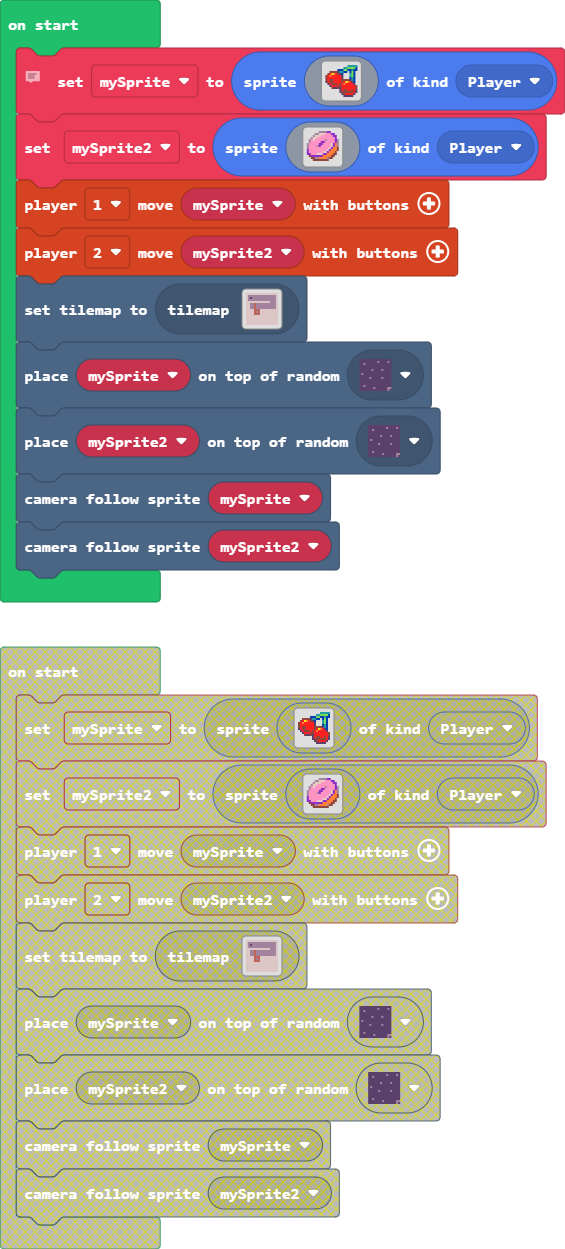 on start
set mySprite to sprite of kind Player
set mySprite2 to sprite of kind Player
player 1 move mySprite with buttons
player 2 move mySprite2 with buttons
set tilemap to tilemap
place mySprite on top of random
place mySprite2 on top of random
camera follow sprite mySprite
camera follow sprite mySprite2
on start
set mySprite to sprite of kind Player
set mySprite2 to sprite of kind Player
player 1 move mySprite with buttons
player 2 move mySprite2 with buttons
set tilemap to tilemap
place mySprite on top of random
place mySprite2 on top of random
camera follow sprite mySprite
camera follow sprite mySprite2